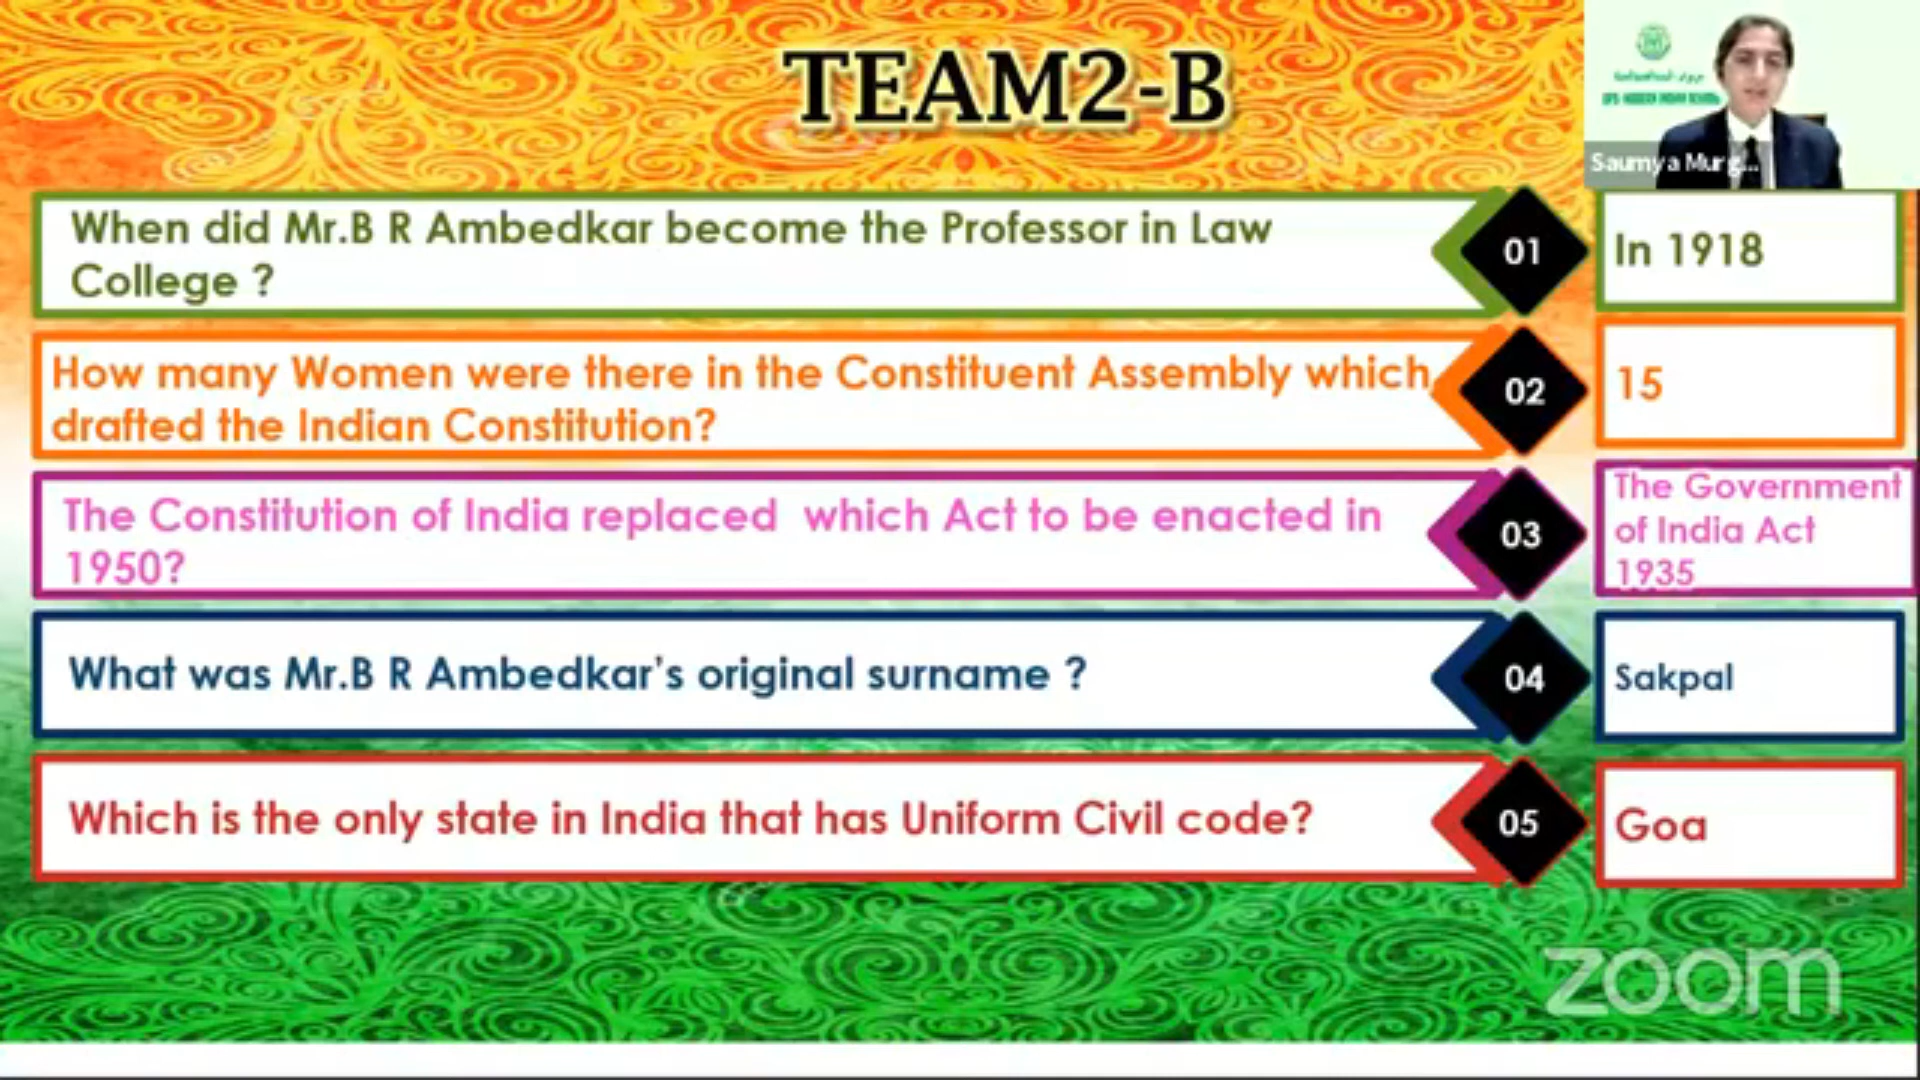 TEAM2-B
Saumya Murg...
When did Mr.B R Ambedkar become the Professor in Law
College ?
01
In 1918
How many Women were there in the Constituent Assembly which
drafted the Indian Constitution?
02
15
The Constitution of India replaced which Act to be enacted in
1950?
03
The Government
of India Act
1935
What was Mr.B R Ambedkar's original surname ?
04
Sakpal
Which is the only state in India that has Uniform Civil code?
05
Goa
zoom